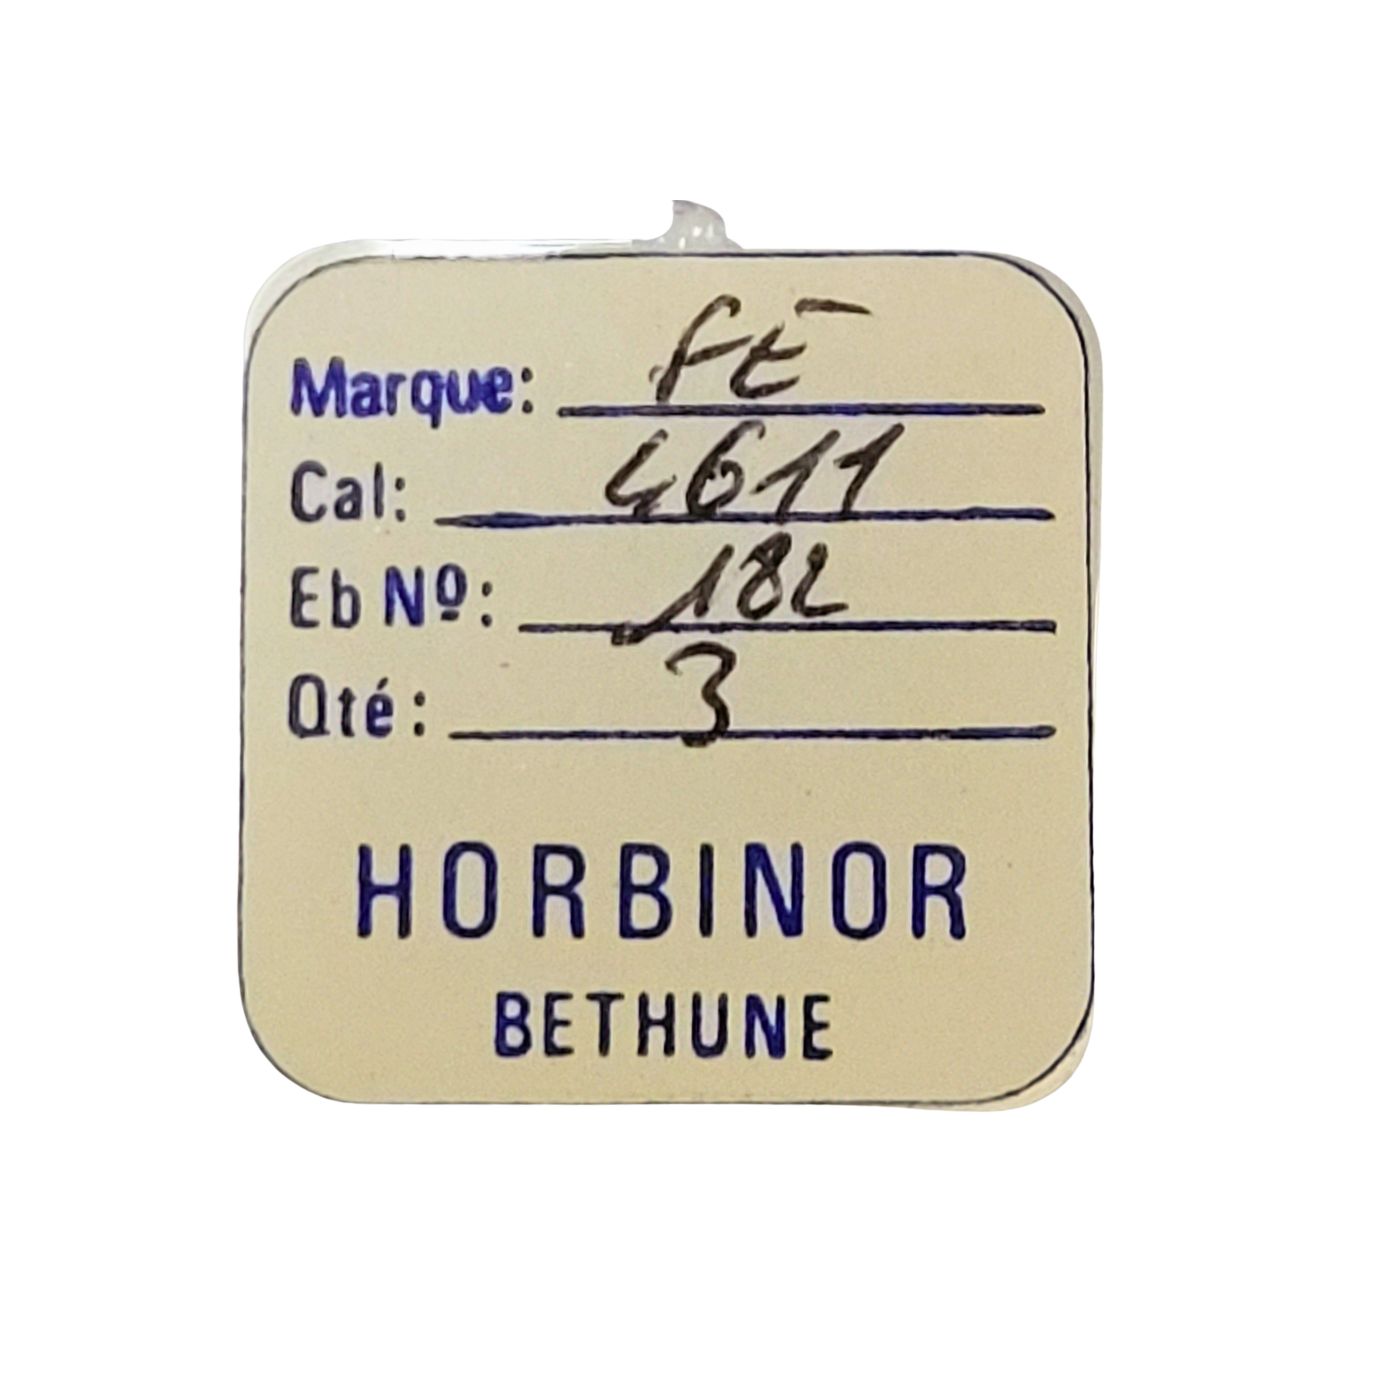 Marque: FE
Cal: 4611
Eb Nº: 182
Qté: 3
HORBINOR
BETHUNE